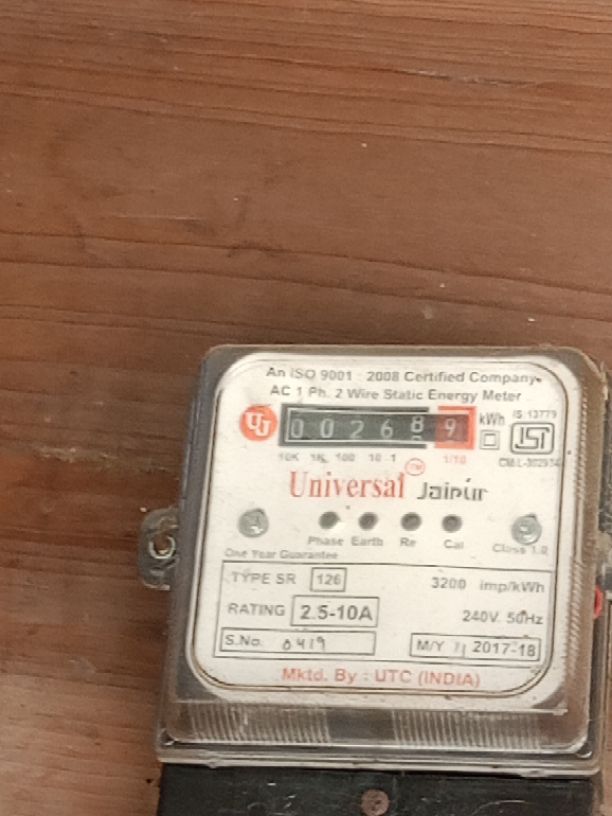 An ISO 9001 : 2008 Certified Company
AC 1 Ph. 2 Wire Static Energy Meter
U
0 0 2 6 8 9 kWh
IS 13779
ISI
10K 1K 100 10 1 1/10
Universal TM Jaipur
Phase Earth Re Cal
One Year Guarantee
Class 1.0
TYPE SR 126 3200 imp/kWh
RATING 2.5-10A 240V. 50Hz
S.No. 0419 M/Y 11 2017-18
Mktd. By : UTC (INDIA)